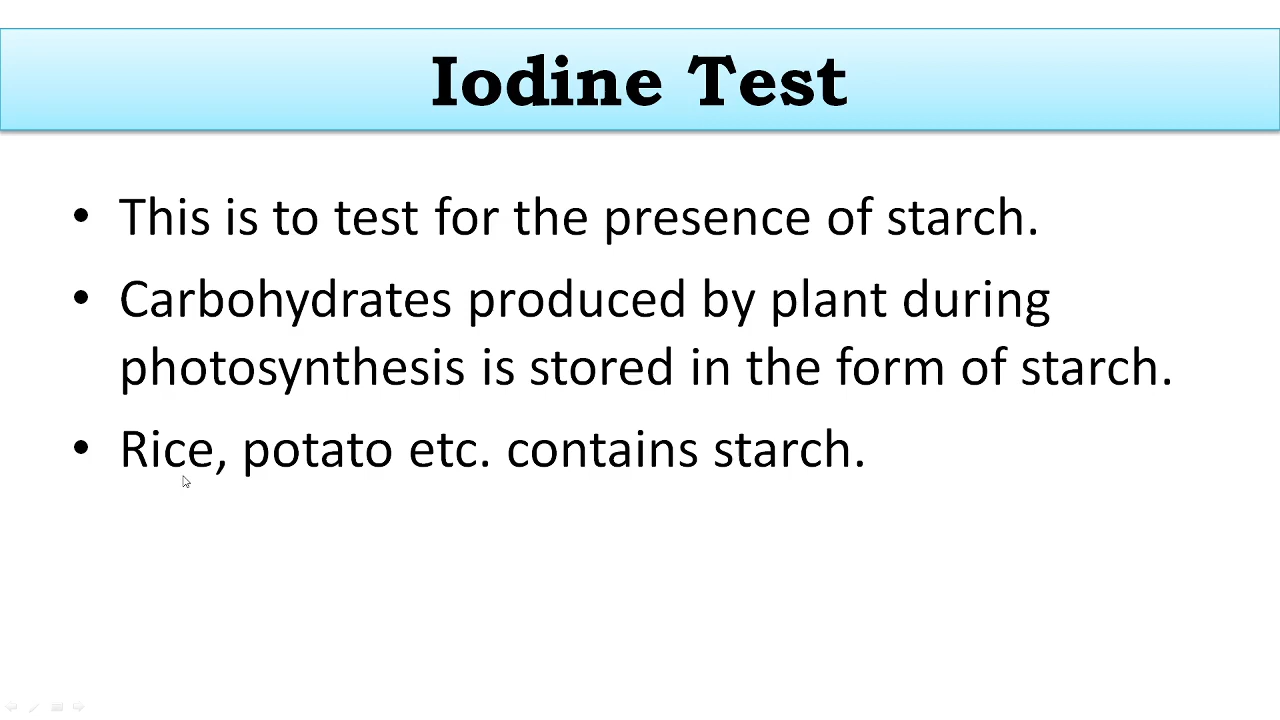 Iodine Test
• This is to test for the presence of starch.
• Carbohydrates produced by plant during
photosynthesis is stored in the form of starch.
• Rice, potato etc. contains starch.